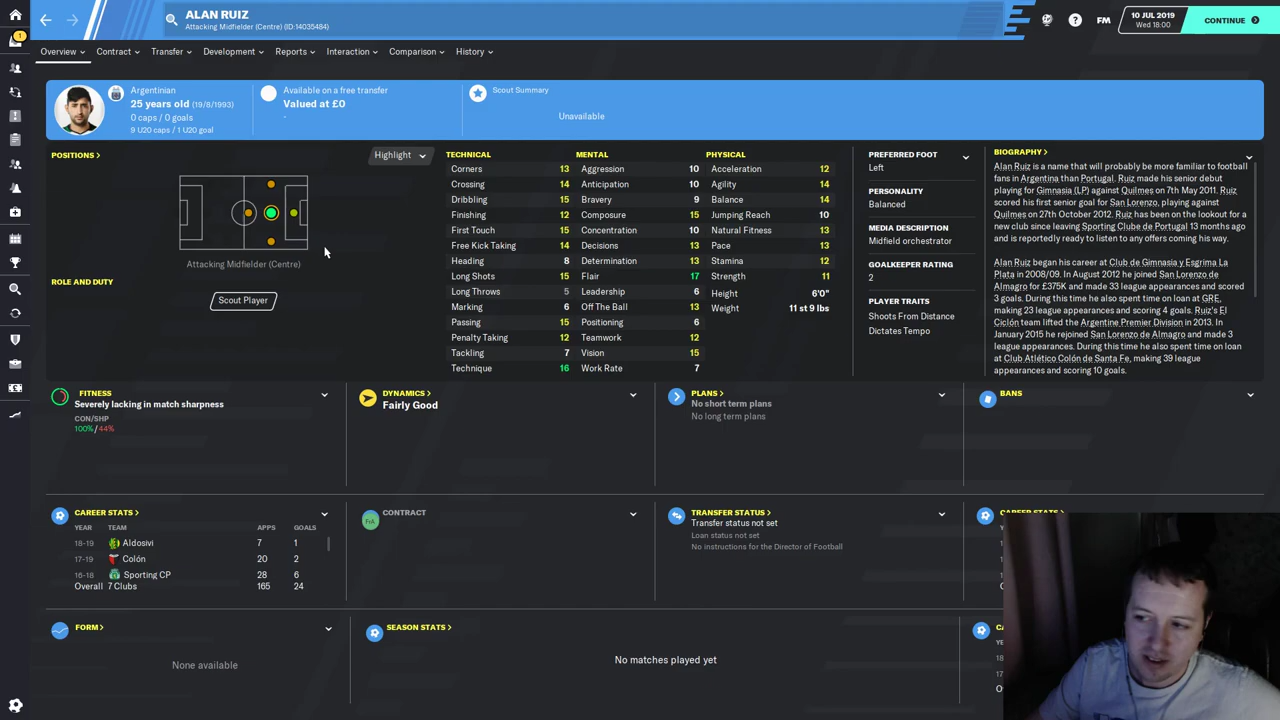 ALAN RUIZ
Attacking Midfielder (Centre) (ID:14035484)
FM
10 JUL 2019
Wed 18:00
CONTINUE
1
Overview
Contract
Transfer
Development
Reports
Interaction
Comparison
History
Argentinian
25 years old (19/8/1993)
0 caps / 0 goals
9 U20 caps / 1 U20 goal
Available on a free transfer
Valued at £0
-
Scout Summary
Unavailable
POSITIONS >
Highlight
Attacking Midfielder (Centre)
ROLE AND DUTY
Scout Player
TECHNICAL
Corners 13
Crossing 14
Dribbling 15
Finishing 12
First Touch 15
Free Kick Taking 14
Heading 8
Long Shots 15
Long Throws 5
Marking 6
Passing 15
Penalty Taking 12
Tackling 7
Technique 16
MENTAL
Aggression 10
Anticipation 10
Bravery 9
Composure 15
Concentration 10
Decisions 13
Determination 13
Flair 17
Leadership 6
Off The Ball 13
Positioning 6
Teamwork 12
Vision 15
Work Rate 7
PHYSICAL
Acceleration 12
Agility 14
Balance 14
Jumping Reach 10
Natural Fitness 13
Pace 13
Stamina 12
Strength 11
Height 6'0"
Weight 11 st 9 lbs
PREFERRED FOOT
Left
PERSONALITY
Balanced
MEDIA DESCRIPTION
Midfield orchestrator
GOALKEEPER RATING
2
PLAYER TRAITS
Shoots From Distance
Dictates Tempo
BIOGRAPHY >
Alan Ruiz is a name that will probably be more familiar to football
fans in Argentina than Portugal. Ruiz made his senior debut
playing for Gimnasia (LP) against Quilmes on 7th May 2011. Ruiz
scored his first senior goal for San Lorenzo, playing against
Quilmes on 27th October 2012. Ruiz has been on the lookout for a
new club since leaving Sporting Clube de Portugal 13 months ago
and is reportedly ready to listen to any offers coming his way.
Alan Ruiz began his career at Club de Gimnasia y Esgrima La
Plata in 2008/09. In August 2012 he joined San Lorenzo de
Almagro for £375K and made 33 league appearances and scored
3 goals. During this time he also spent time on loan at GRE,
making 23 league appearances and scoring 4 goals. Ruiz's El
Ciclón team lifted the Argentine Premier Division in 2013. In
January 2015 he rejoined San Lorenzo de Almagro and made 3
league appearances. During this time he also spent time on loan
at Club Atlético Colón de Santa Fe, making 39 league
appearances and scoring 10 goals.
FITNESS
Severely lacking in match sharpness
CON/SHP
100% / 44%
DYNAMICS >
Fairly Good
PLANS >
No short term plans
No long term plans
BANS
CAREER STATS >
YEAR TEAM APPS GOALS
18-19 Aldosivi 7 1
17-19 Colón 20 2
16-18 Sporting CP 28 6
Overall 7 Clubs 165 24
CONTRACT
FrA
TRANSFER STATUS >
Transfer status not set
Loan status not set
No instructions for the Director of Football
FORM >
None available
SEASON STATS >
No matches played yet